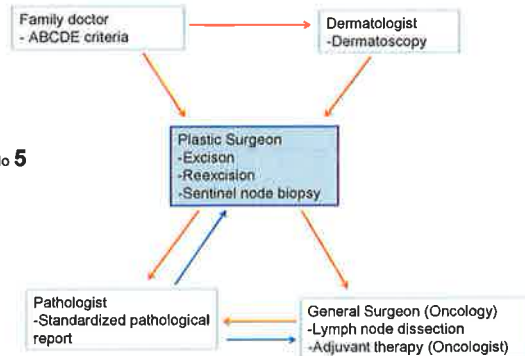 Family doctor
- ABCDE criteria
Dermatologist
-Dermatoscopy
Plastic Surgeon
-Excison
-Reexcision
-Sentinel node biopsy
lo 5
Pathologist
-Standardized pathological
report
General Surgeon (Oncology)
-Lymph node dissection
-Adjuvant therapy (Oncologist)